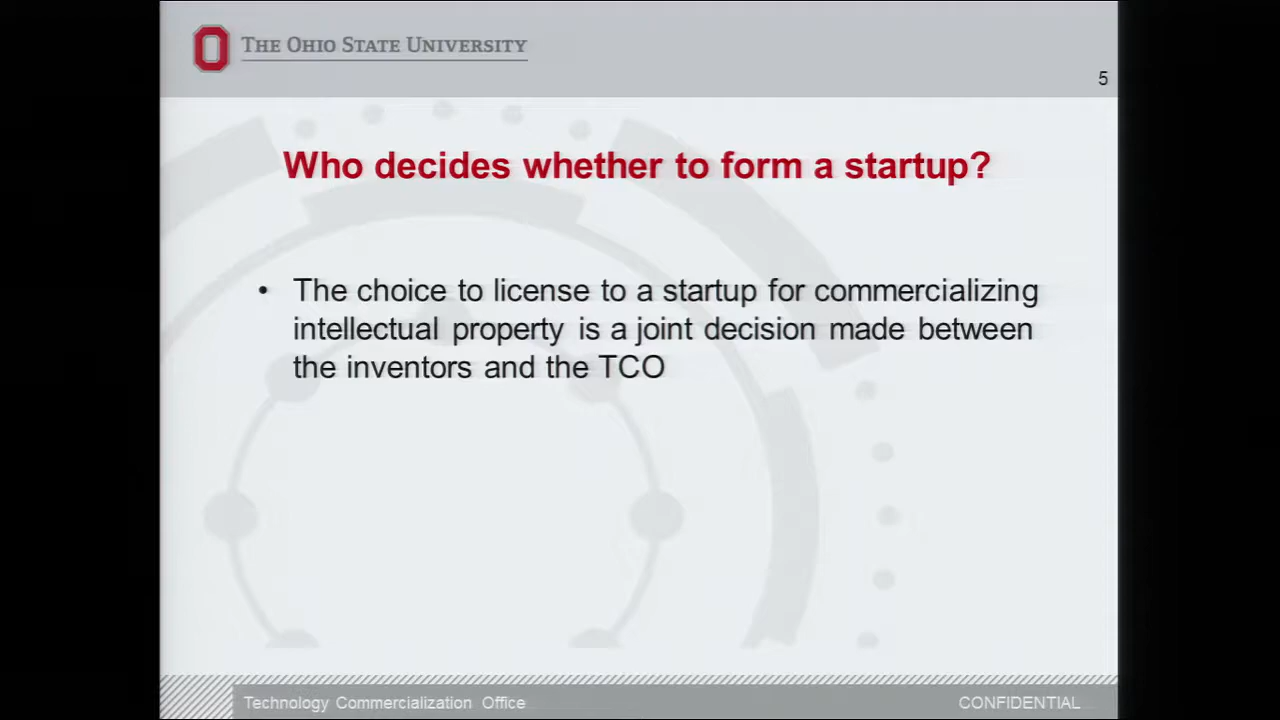 THE OHIO STATE UNIVERSITY
5
Who decides whether to form a startup?
• The choice to license to a startup for commercializing
intellectual property is a joint decision made between
the inventors and the TCO
Technology Commercialization Office
CONFIDENTIAL